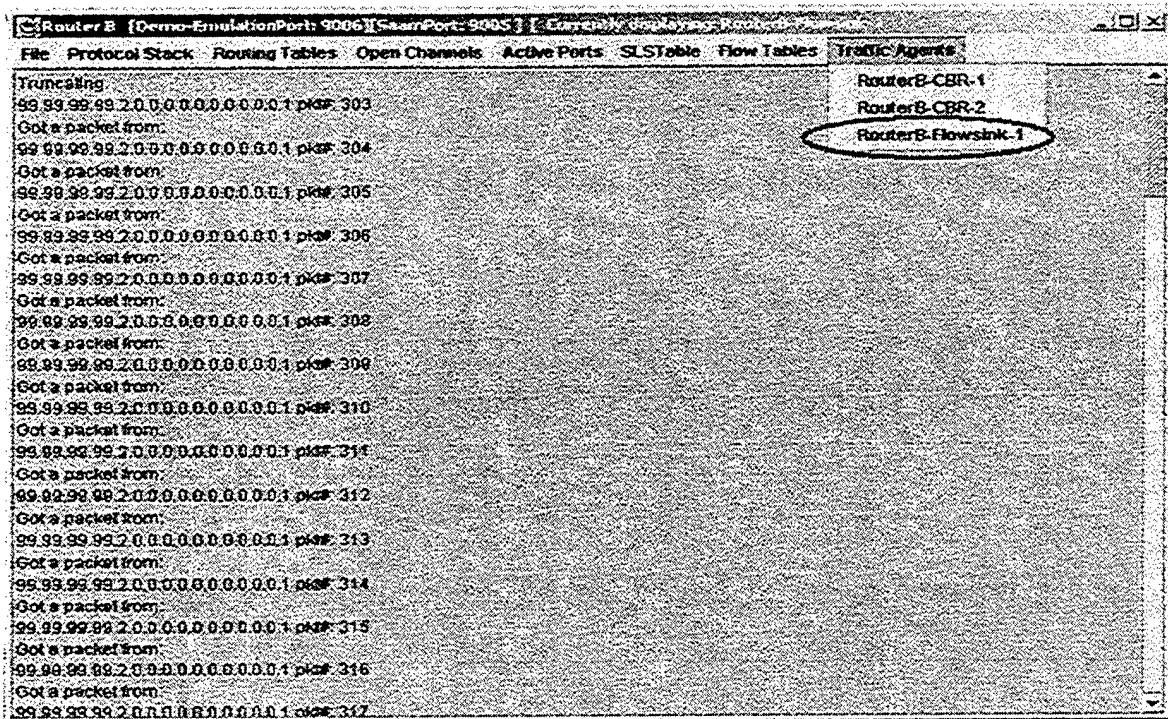 Router B [Demo-EmulationPort: 9006][SaamPort: 9005] [ Currently displaying: RouterB-
File Protocol Stack Routing Tables Open Channels Active Ports SLSTable Flow Tables Traffic Agents
RouterB-CBR-1
RouterB-CBR-2
RouterB-Flowsink-1
Truncating.
99.99.99.99.2.0.0.0.0.0.0.0.0.0.0.1 pkt#: 303
Got a packet from:
99.99.99.99.2.0.0.0.0.0.0.0.0.0.0.1 pkt#: 304
Got a packet from:
99.99.99.99.2.0.0.0.0.0.0.0.0.0.0.1 pkt#: 305
Got a packet from:
99.99.99.99.2.0.0.0.0.0.0.0.0.0.0.1 pkt#: 306
Got a packet from:
99.99.99.99.2.0.0.0.0.0.0.0.0.0.0.1 pkt#: 307
Got a packet from:
99.99.99.99.2.0.0.0.0.0.0.0.0.0.0.1 pkt#: 308
Got a packet from:
99.99.99.99.2.0.0.0.0.0.0.0.0.0.0.1 pkt#: 309
Got a packet from:
99.99.99.99.2.0.0.0.0.0.0.0.0.0.0.1 pkt#: 310
Got a packet from:
99.99.99.99.2.0.0.0.0.0.0.0.0.0.0.1 pkt#: 311
Got a packet from:
99.99.99.99.2.0.0.0.0.0.0.0.0.0.0.1 pkt#: 312
Got a packet from:
99.99.99.99.2.0.0.0.0.0.0.0.0.0.0.1 pkt#: 313
Got a packet from:
99.99.99.99.2.0.0.0.0.0.0.0.0.0.0.1 pkt#: 314
Got a packet from:
99.99.99.99.2.0.0.0.0.0.0.0.0.0.0.1 pkt#: 315
Got a packet from:
99.99.99.99.2.0.0.0.0.0.0.0.0.0.0.1 pkt#: 316
Got a packet from:
99.99.99.99.2.0.0.0.0.0.0.0.0.0.0.1 pkt#: 317